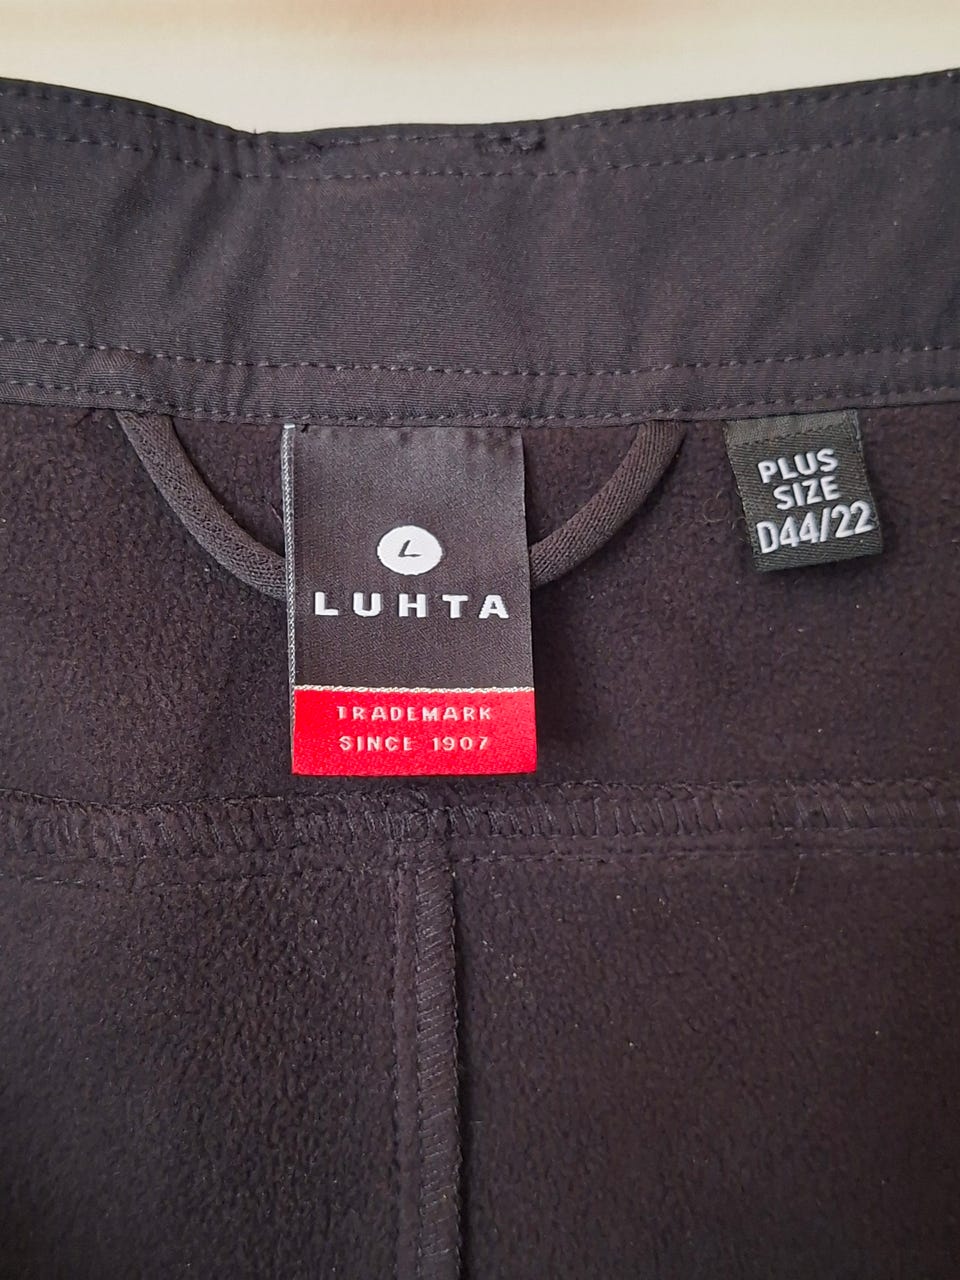 L
LUHTA
TRADEMARK
SINCE 1907
PLUS
SIZE
D44/22